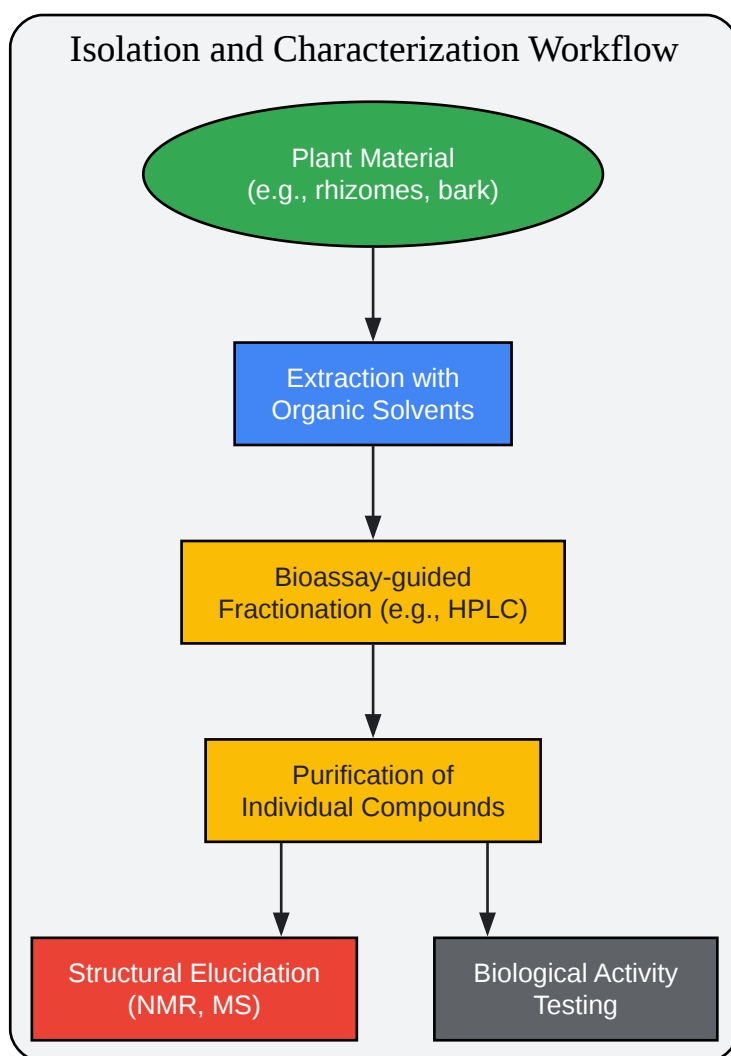 Isolation and Characterization Workflow
Plant Material
(e.g., rhizomes, bark)
Extraction with
Organic Solvents
Bioassay-guided
Fractionation (e.g., HPLC)
Purification of
Individual Compounds
Structural Elucidation
(NMR, MS)
Biological Activity
Testing